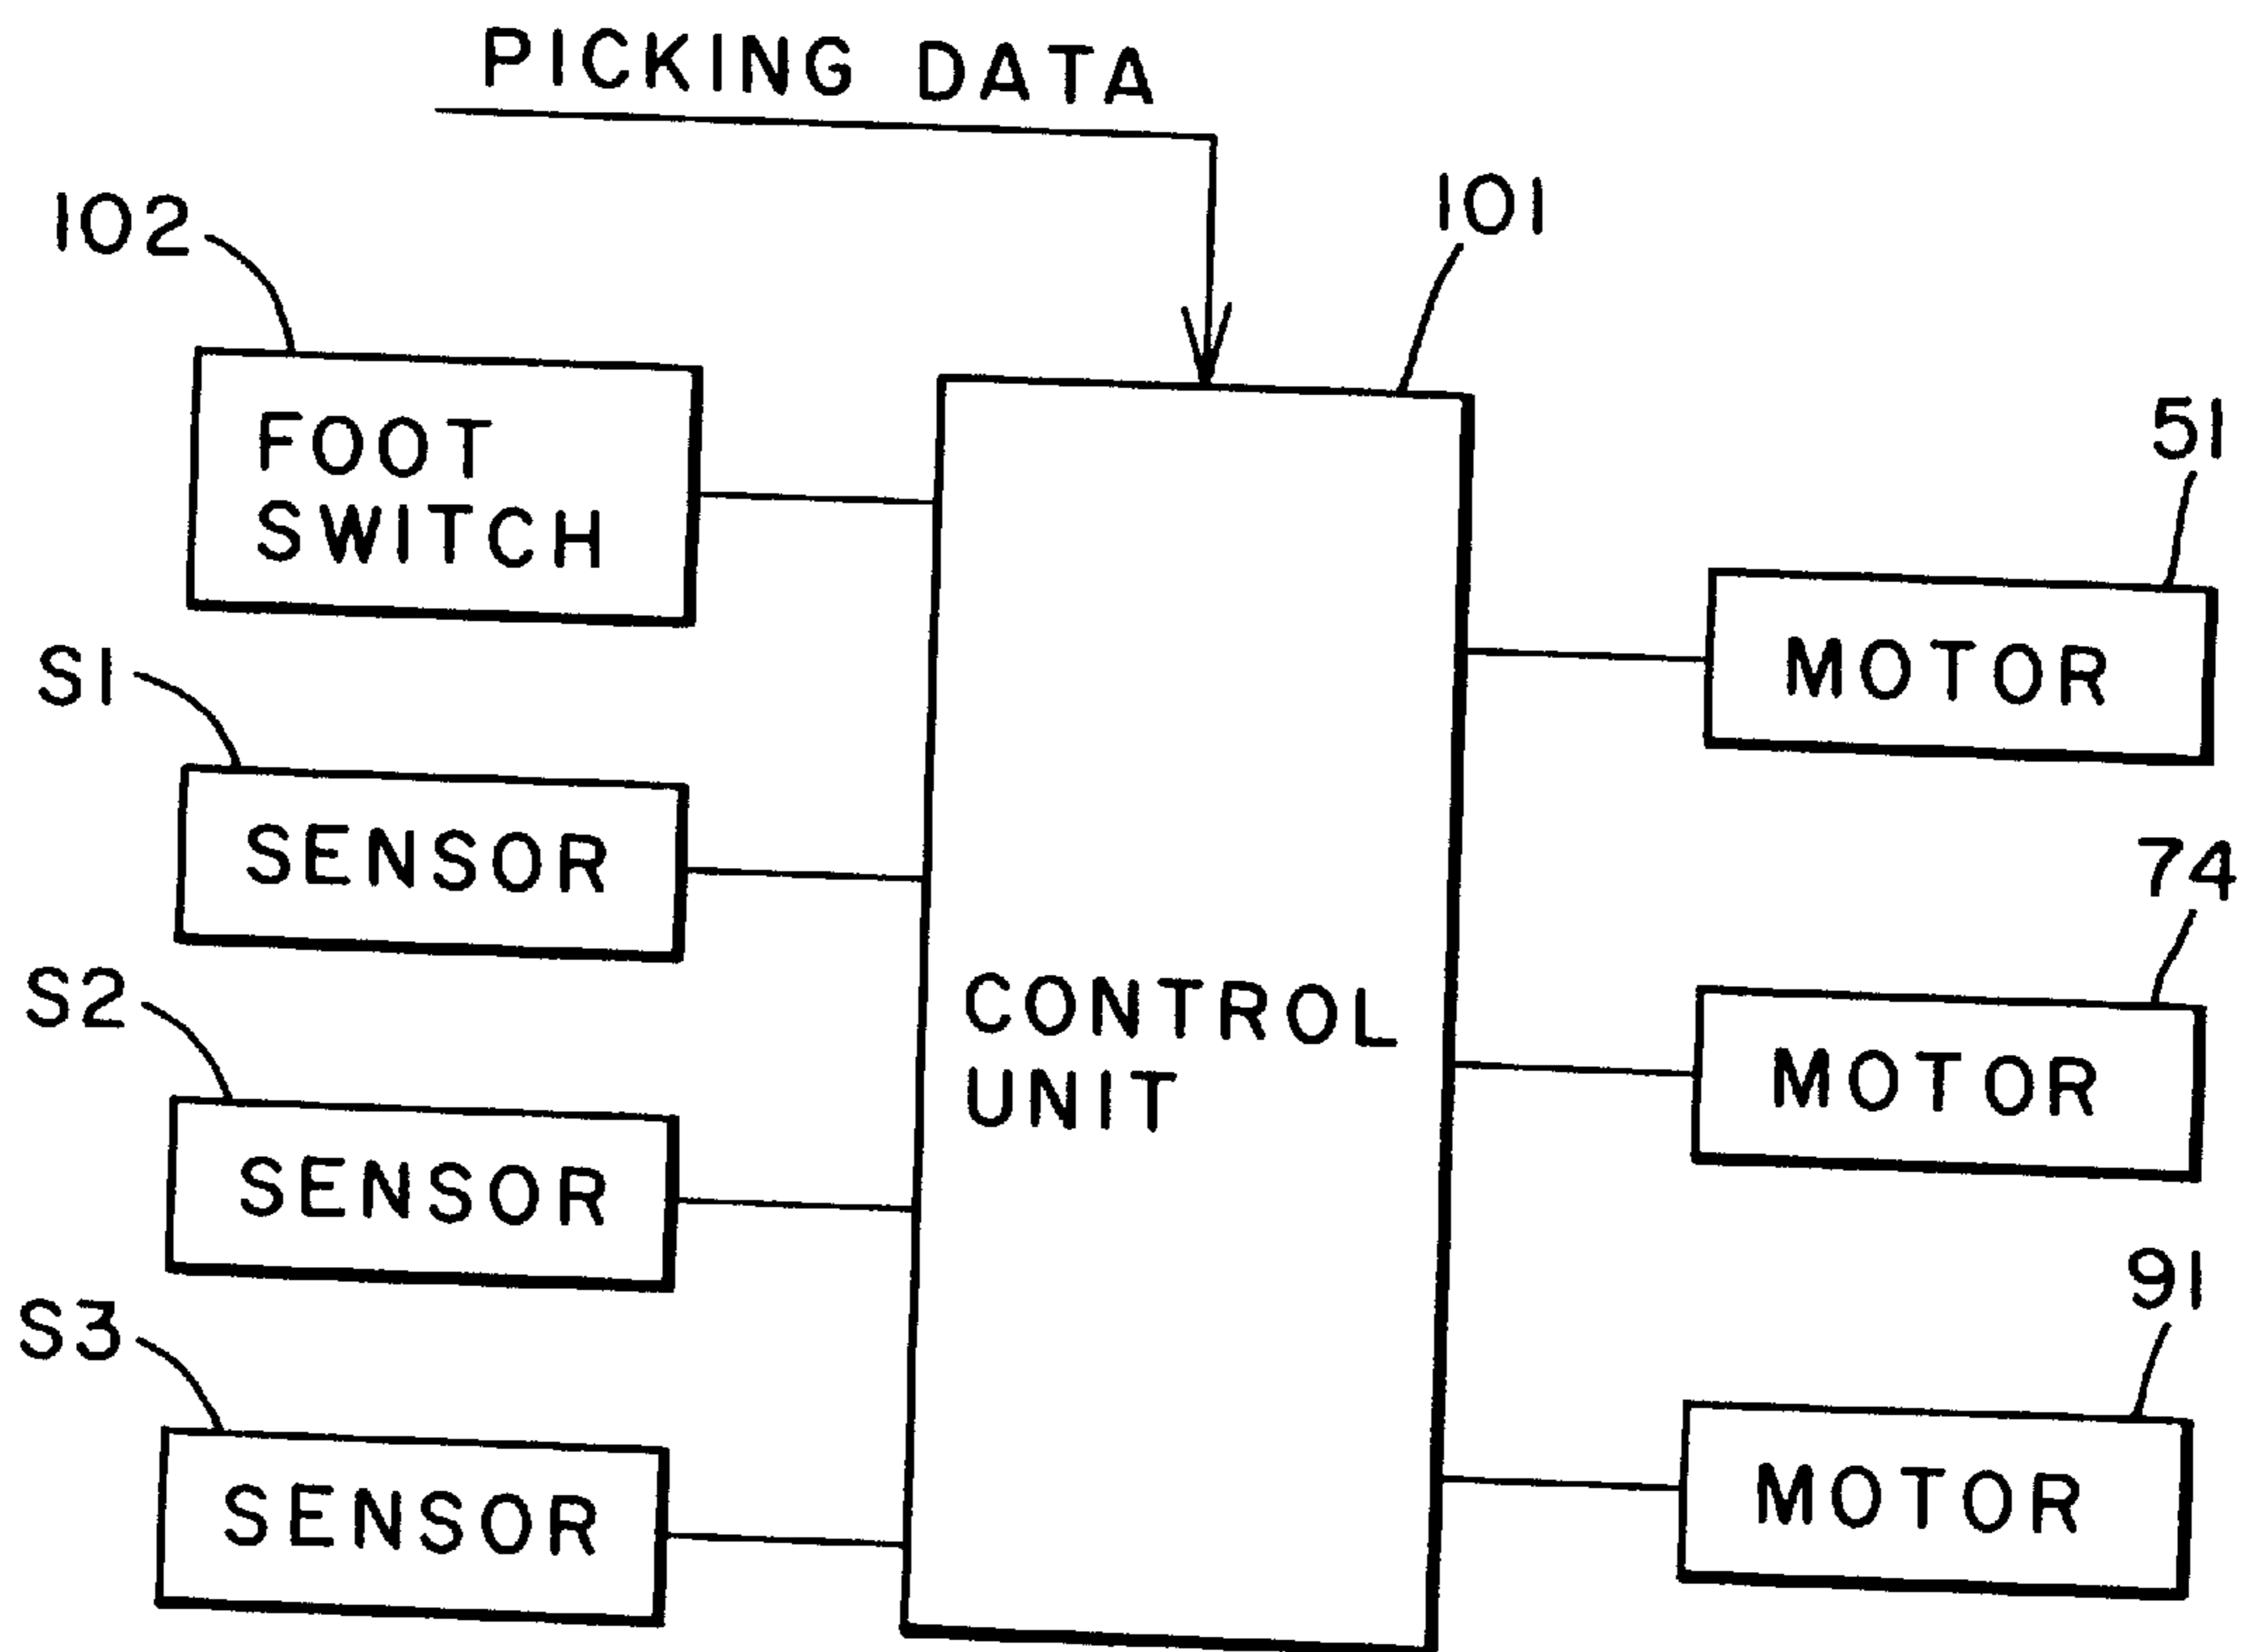 PICKING DATA
102
101
FOOT
SWITCH
51
MOTOR
S1
SENSOR
74
MOTOR
S2
CONTROL
UNIT
SENSOR
91
MOTOR
S3
SENSOR